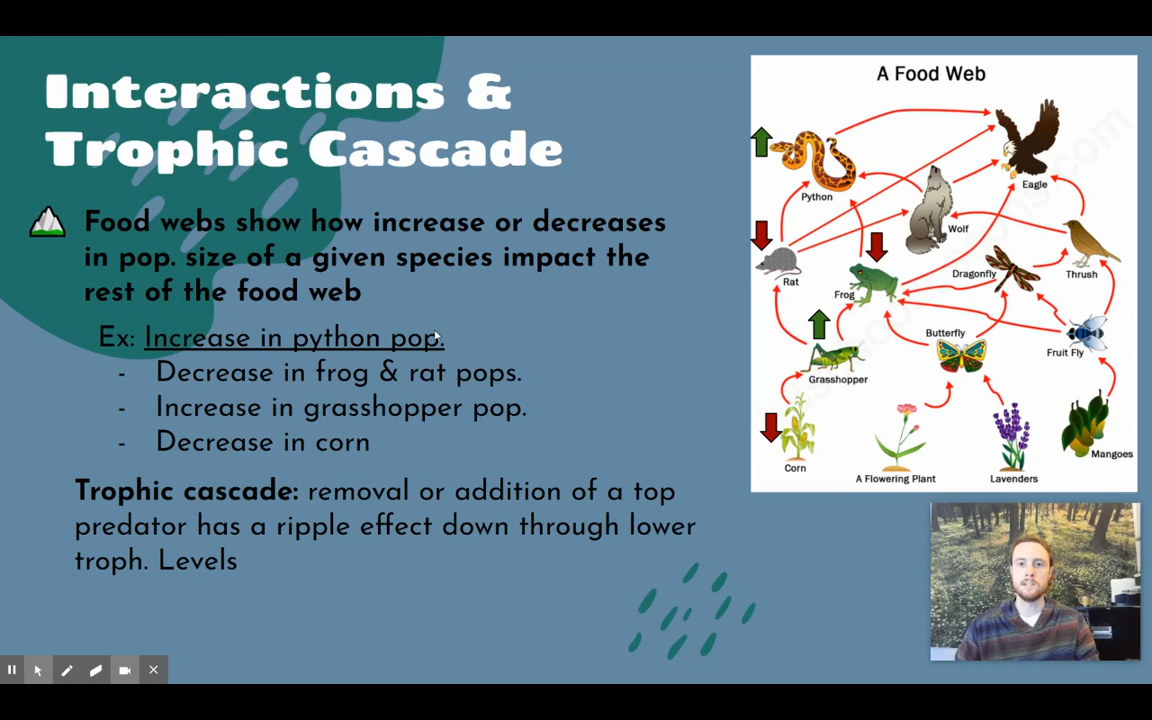 Interactions &
Trophic Cascade
Food webs show how increase or decreases
in pop. size of a given species impact the
rest of the food web
Ex: Increase in python pop.
- Decrease in frog & rat pops.
- Increase in grasshopper pop.
- Decrease in corn
Trophic cascade: removal or addition of a top
predator has a ripple effect down through lower
troph. Levels
A Food Web
Python
Eagle
Wolf
Rat
Frog
Dragonfly
Thrush
Grasshopper
Butterfly
Fruit Fly
Corn
A Flowering Plant
Lavenders
Mangoes